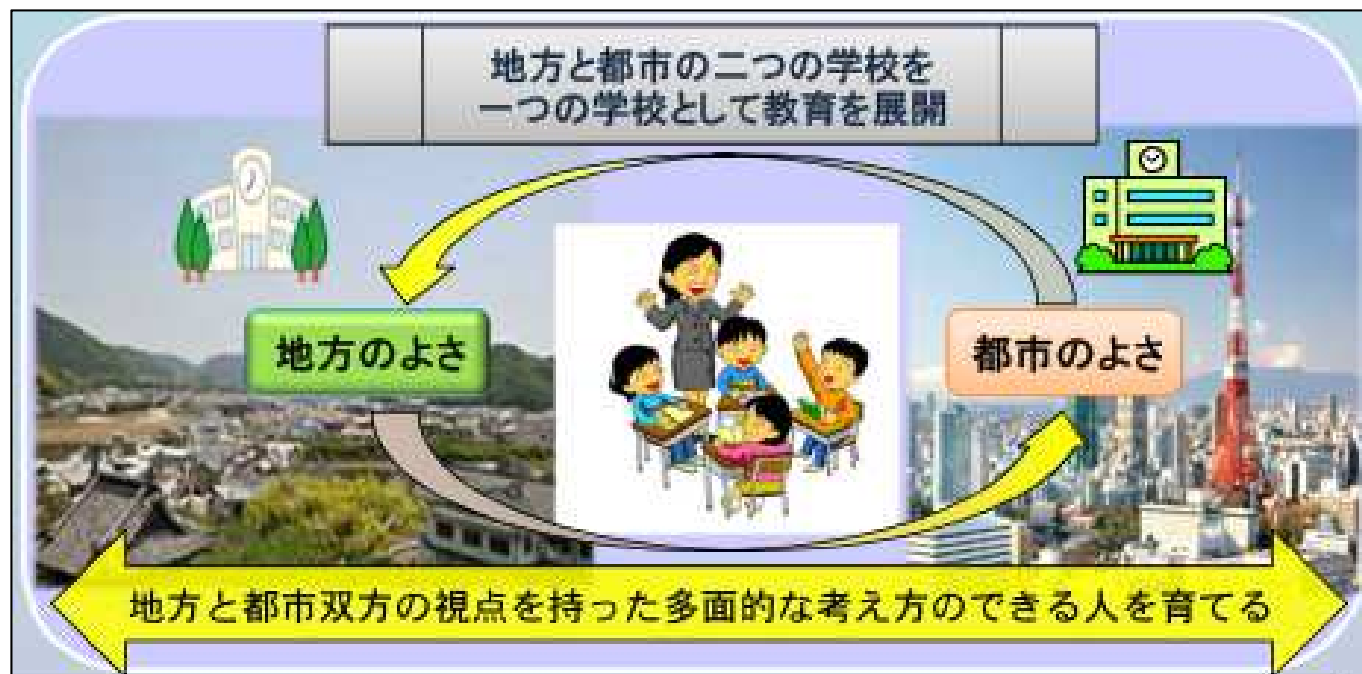 地方と都市の二つの学校を
一つの学校として教育を展開
地方のよさ
都市のよさ
地方と都市双方の視点を持った多面的な考え方のできる人を育てる